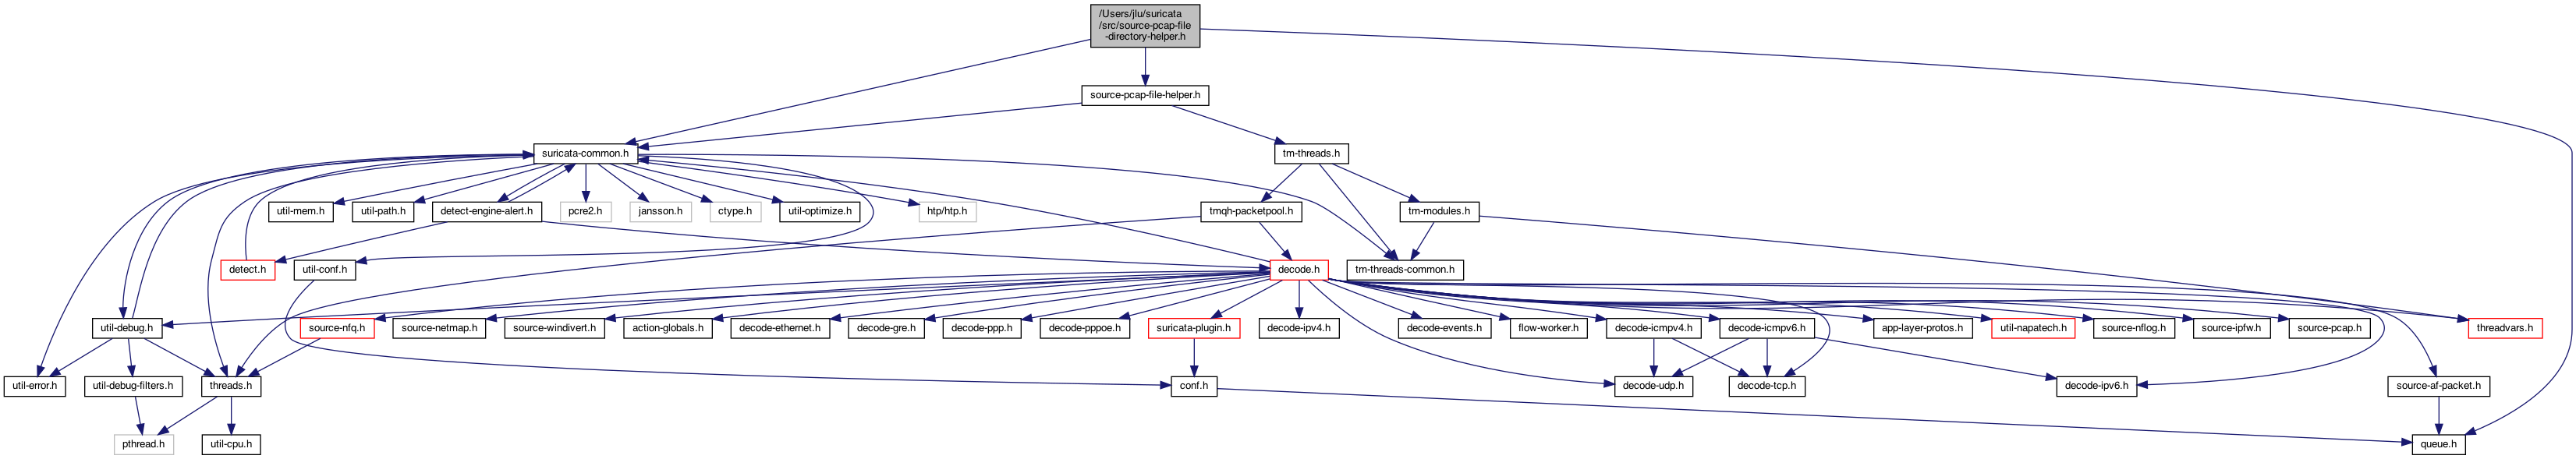 /Users/jlu/suricata
/src/source-pcap-file
-directory-helper.h
source-pcap-file-helper.h
suricata-common.h
tm-threads.h
util-mem.h
util-path.h
detect-engine-alert.h
pcre2.h
jansson.h
ctype.h
util-optimize.h
htp/htp.h
tmqh-packetpool.h
tm-modules.h
detect.h
util-conf.h
decode.h
tm-threads-common.h
util-debug.h
source-nfq.h
source-netmap.h
source-windivert.h
action-globals.h
decode-ethernet.h
decode-gre.h
decode-ppp.h
decode-pppoe.h
suricata-plugin.h
decode-ipv4.h
decode-events.h
flow-worker.h
decode-icmpv4.h
decode-icmpv6.h
app-layer-protos.h
util-napatech.h
source-nflog.h
source-ipfw.h
source-pcap.h
threadvars.h
util-error.h
util-debug-filters.h
threads.h
conf.h
decode-udp.h
decode-tcp.h
decode-ipv6.h
source-af-packet.h
pthread.h
util-cpu.h
queue.h